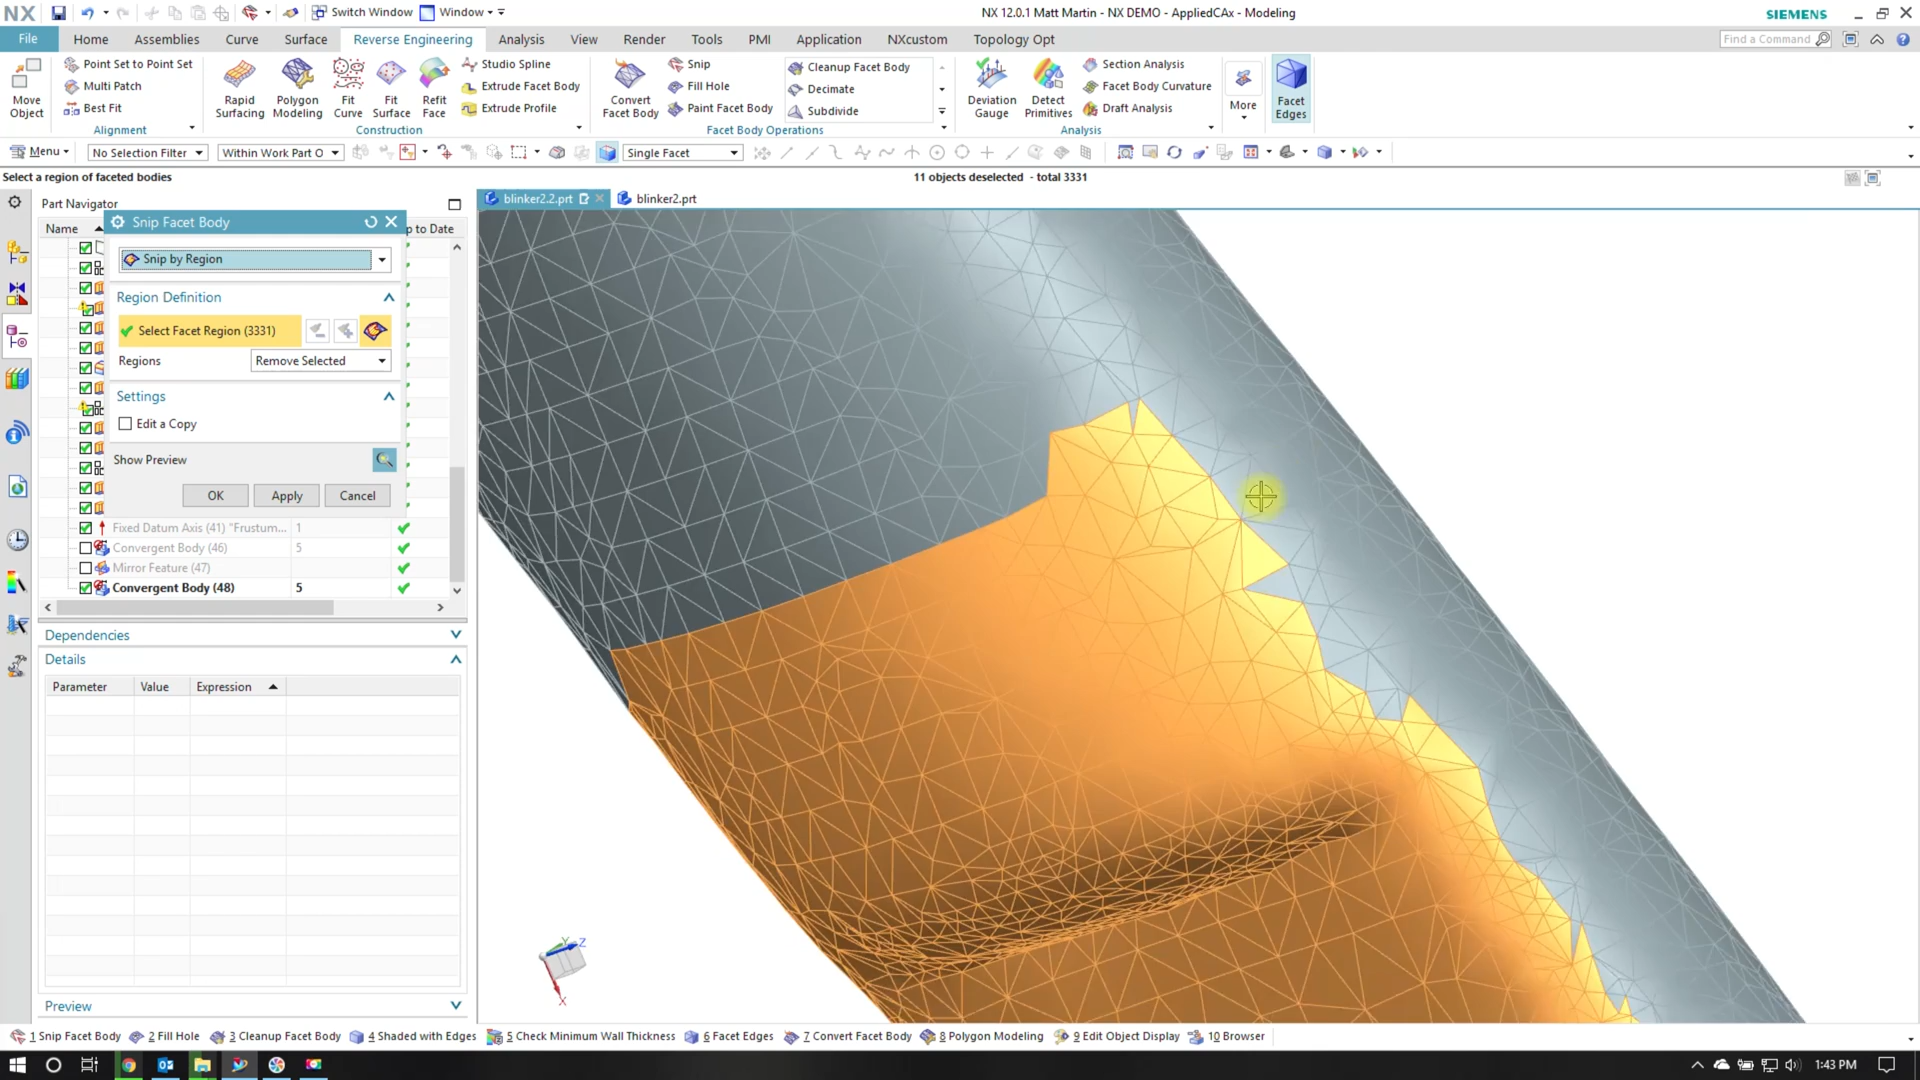 NX
Switch Window
Window
NX 12.0.1 Matt Martin - NX DEMO - AppliedCAx - Modeling
SIEMENS
File
Home
Assemblies
Curve
Surface
Reverse Engineering
Analysis
View
Render
Tools
PMI
Application
NXcustom
Topology Opt
Find a Command
Move Object
Point Set to Point Set
Multi Patch
Best Fit
Alignment
Rapid Surfacing
Polygon Modeling
Fit Curve
Fit Surface
Refit Face
Studio Spline
Extrude Facet Body
Extrude Profile
Construction
Convert Facet Body
Snip
Fill Hole
Paint Facet Body
Cleanup Facet Body
Decimate
Subdivide
Facet Body Operations
Deviation Gauge
Detect Primitives
Section Analysis
Facet Body Curvature
Draft Analysis
Analysis
More
Facet Edges
Menu
No Selection Filter
Within Work Part O
Single Facet
Select a region of faceted bodies
11 objects deselected - total 3331
Part Navigator
blinker2.2.prt
blinker2.prt
Name
p to Date
Snip Facet Body
Snip by Region
Region Definition
Select Facet Region (3331)
Regions
Remove Selected
Settings
Edit a Copy
Show Preview
OK
Apply
Cancel
Fixed Datum Axis (41) "Frustum... 1
Convergent Body (46) 5
Mirror Feature (47)
Convergent Body (48) 5
Dependencies
Details
Parameter
Value
Expression
Preview
Y
Z
X
1 Snip Facet Body
2 Fill Hole
3 Cleanup Facet Body
4 Shaded with Edges
5 Check Minimum Wall Thickness
6 Facet Edges
7 Convert Facet Body
8 Polygon Modeling
9 Edit Object Display
10 Browser
1:43 PM